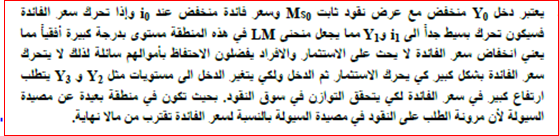 يعتبر دخل Y0 منخفض مع عرض نقود ثابت Ms0 وسعر فائدة منخفض عند i0 وإذا تحرك سعر الفائدة
فسيكون تحرك بسيط جداً الى i1 وY1 مما يجعل منحنى LM في هذه المنطقة مستوى بدرجة كبيرة أفقياً مما
يعني انخفاض سعر الفائدة لا يحث على الاستثمار والأفراد يفضلون الاحتفاظ بأموالهم سائلة لذلك لا يتحرك
سعر الفائدة بشكل كبير كي يحرك الاستثمار ثم الدخل ولكي يتغير الدخل الى مستويات مثل Y2 و Y3 يتطلب
ارتفاع كبير في سعر الفائدة لكي يتحقق التوازن في سوق النقود. بحيث تكون في منطقة بعيدة عن مصيدة
السيولة لأن مرونة الطلب على النقود في مصيدة السيولة بالنسبة لسعر الفائدة تقترب من مالا نهاية.